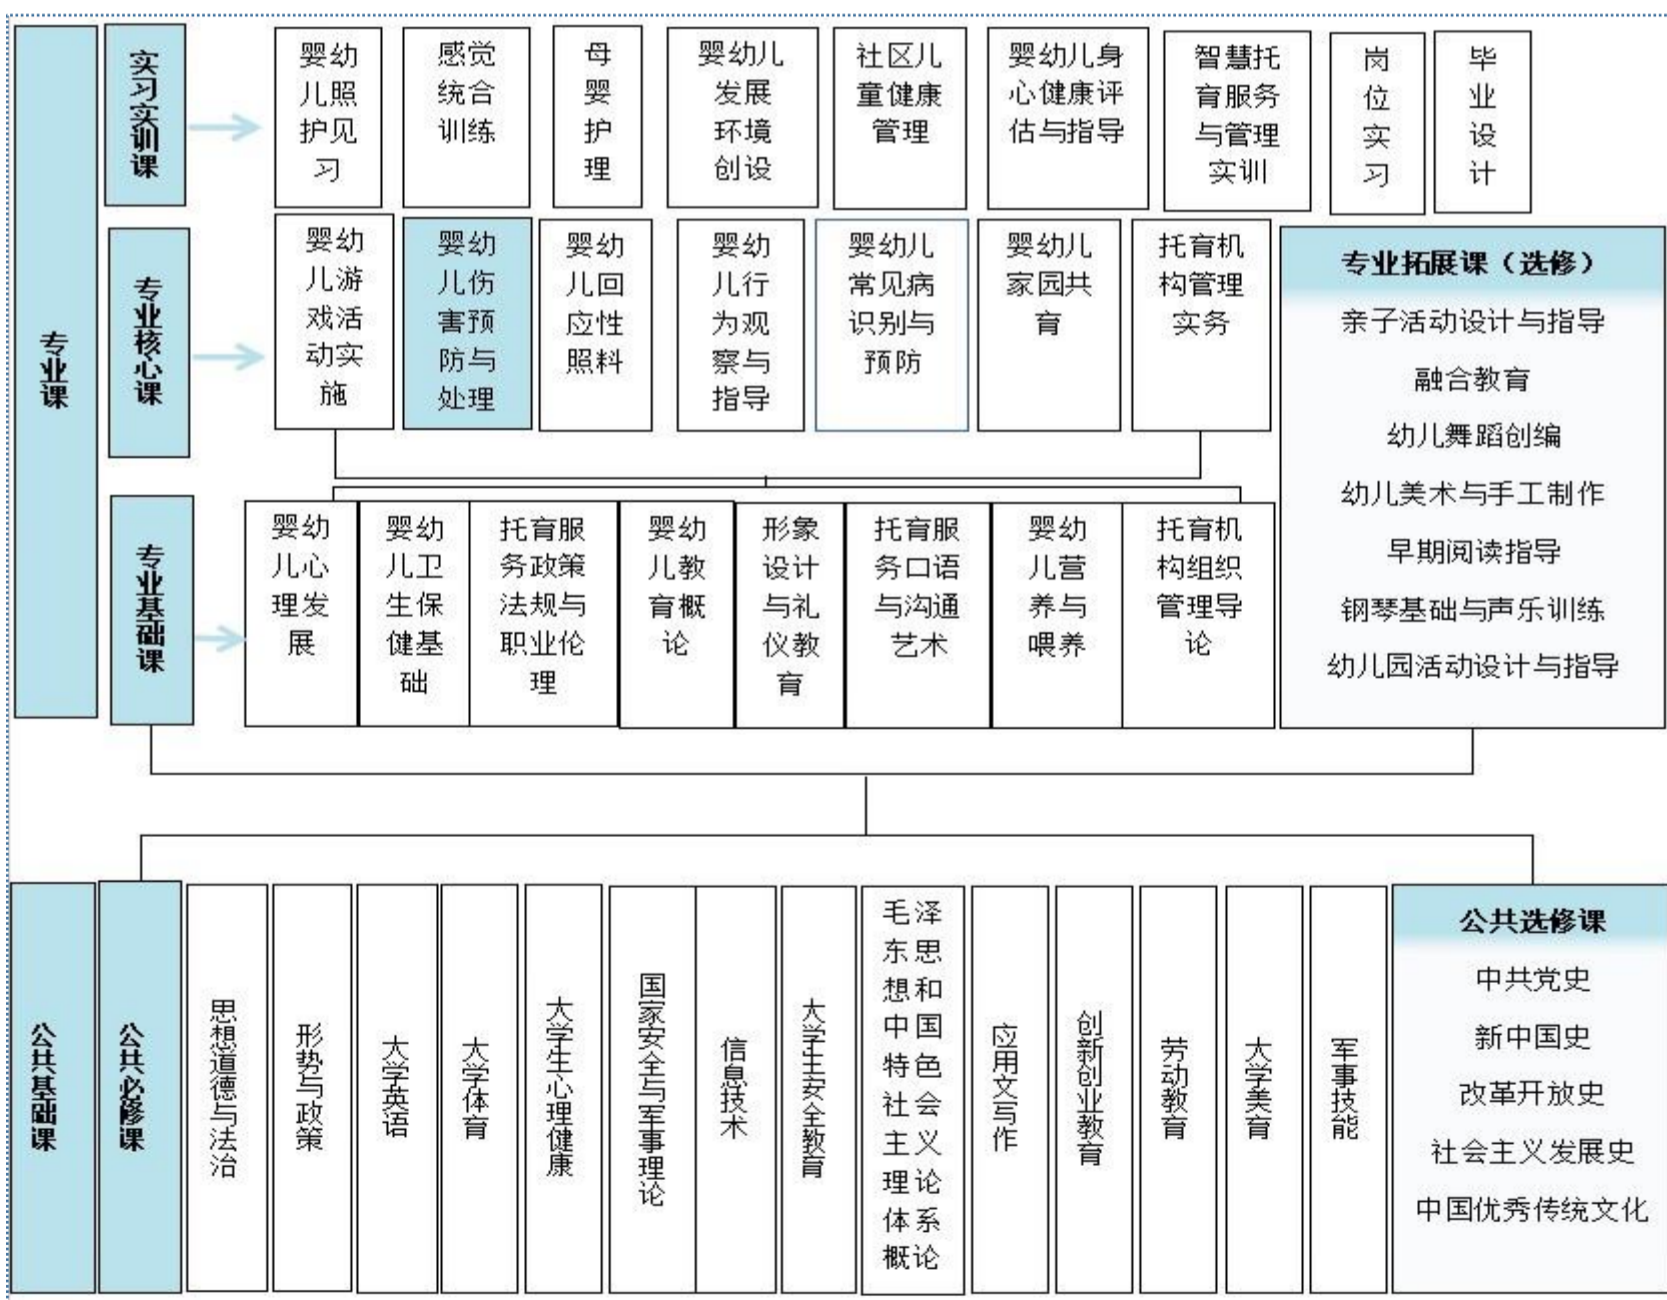 专业课
实习实训课
婴幼
儿照
护见
习
感觉
统合
训练
母
婴
护
理
婴幼儿
发展
环境
创设
社区儿
童健康
管理
婴幼儿身
心健康评
估与指导
智慧托
育服务
与管理
实训
岗
位
实
习
毕
业
设
计
专业核心课
婴幼
儿游
戏活
动实
施
婴幼
儿伤
害预
防与
处理
婴幼
儿回
应性
照料
婴幼
儿行
为观
察与
指导
婴幼儿
常见病
识别与
预防
婴幼儿
家园共
育
托育机
构管理
实务
专业拓展课（选修）
亲子活动设计与指导
融合教育
幼儿舞蹈创编
幼儿美术与手工制作
早期阅读指导
钢琴基础与声乐训练
幼儿园活动设计与指导
专业基础课
婴幼
儿心
理发
展
婴幼
儿卫
生保
健基
础
托育服
务政策
法规与
职业伦
理
婴幼
儿教
育概
论
形象
设计
与礼
仪教
育
托育服
务口语
与沟通
艺术
婴幼
儿营
养与
喂养
托育机
构组织
管理导
论
公共基础课
公共必修课
思想道德与法治
形势与政策
大学英语
大学体育
大学生心理健康
国家安全与军事理论
信息技术
大学生安全教育
毛泽
东思
想和
中国
特色
社会
主义
理论
体系
概论
应用文写作
创新创业教育
劳动教育
大学美育
军事技能
公共选修课
中共党史
新中国史
改革开放史
社会主义发展史
中国优秀传统文化